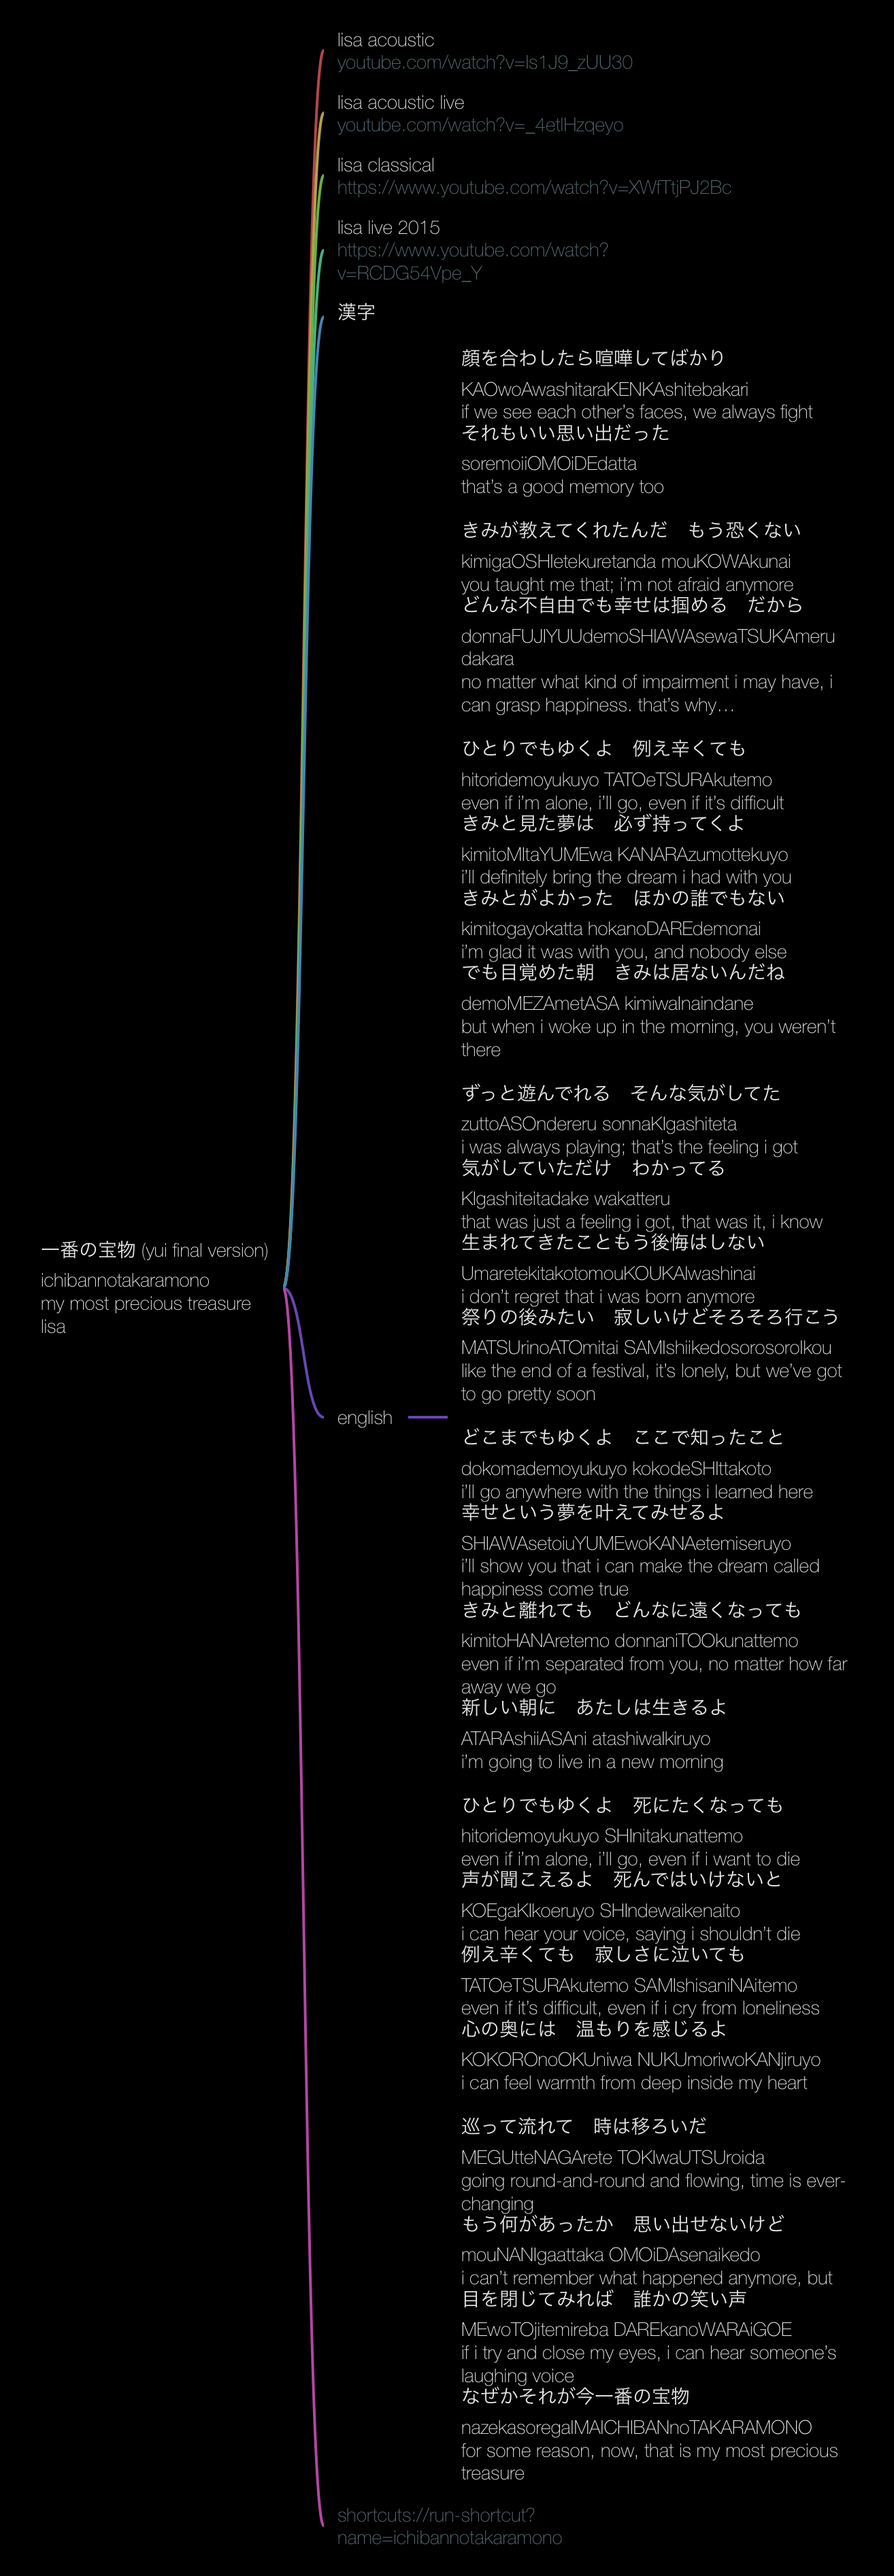 lisa acoustic
youtube.com/watch?v=Is1J9_zUU30
lisa acoustic live
youtube.com/watch?v=_4etlHzqeyo
lisa classical
https://www.youtube.com/watch?v=XWfTtjPJ2Bc
lisa live 2015
https://www.youtube.com/watch?
v=RCDG54Vpe_Y
漢字
一番の宝物 (yui final version)
ichibannotakaramono
my most precious treasure
lisa
english
顔を合わしたら喧嘩してばかり
KAOwoAwashitaraKENKAshitebakari
if we see each other's faces, we always fight
それもいい思い出だった
soremoiiOMOiDEdatta
that's a good memory too
きみが教えてくれたんだ　もう恐くない
kimigaOSHIetekuretanda mouKOWAkunai
you taught me that; i'm not afraid anymore
どんな不自由でも幸せは掴める　だから
donnaFUJIYUUdemoSHIAWAsewaTSUKAmeru
dakara
no matter what kind of impairment i may have, i
can grasp happiness. that's why…
ひとりでもゆくよ　例え辛くても
hitoridemoyukuyo TATOeTSURAkutemo
even if i'm alone, i'll go, even if it's difficult
きみと見た夢は　必ず持ってくよ
kimitoMItaYUMEwa KANARAzumottekuyo
i'll definitely bring the dream i had with you
きみとがよかった　ほかの誰でもない
kimitogayokatta hokanoDAREdemonai
i'm glad it was with you, and nobody else
でも目覚めた朝　きみは居ないんだね
demoMEZAmetASA kimiwaInaindane
but when i woke up in the morning, you weren't
there
ずっと遊んでれる　そんな気がしてた
zuttoASOndereru sonnaKIgashiteta
i was always playing; that's the feeling i got
気がしていただけ　わかってる
KIgashiteitadake wakatteru
that was just a feeling i got, that was it, i know
生まれてきたこともう後悔はしない
UmaretekitakotomouKOUKAIwashinai
i don't regret that i was born anymore
祭りの後みたい　寂しいけどそろそろ行こう
MATSUrinoATOmitai SAMIshiikedosorosoroIkou
like the end of a festival, it's lonely, but we've got
to go pretty soon
どこまでもゆくよ　ここで知ったこと
dokomademoyukuyo kokodeSHIttakoto
i'll go anywhere with the things i learned here
幸せという夢を叶えてみせるよ
SHIAWAsetoiuYUMEwoKANAetemiseruyo
i'll show you that i can make the dream called
happiness come true
きみと離れても　どんなに遠くなっても
kimitoHANAretemo donnaniTOOkunattemo
even if i'm separated from you, no matter how far
away we go
新しい朝に　あたしは生きるよ
ATARAshiiASAni atashiwaIkiruyo
i'm going to live in a new morning
ひとりでもゆくよ　死にたくなっても
hitoridemoyukuyo SHInitakunattemo
even if i'm alone, i'll go, even if i want to die
声が聞こえるよ　死んではいけないと
KOEgaKIkoeruyo SHIndewaikenaito
i can hear your voice, saying i shouldn't die
例え辛くても　寂しさに泣いても
TATOeTSURAkutemo SAMIshisaniNAitemo
even if it's difficult, even if i cry from loneliness
心の奥には　温もりを感じるよ
KOKOROnoOKUniwa NUKUmoriwoKANjiruyo
i can feel warmth from deep inside my heart
巡って流れて　時は移ろいだ
MEGUtteNAGArete TOKIwaUTSUroida
going round-and-round and flowing, time is ever-
changing
もう何があったか　思い出せないけど
mouNANIgaattaka OMOiDAsenaikedo
i can't remember what happened anymore, but
目を閉じてみれば　誰かの笑い声
MEwoTOjitemireba DAREkanoWARAiGOE
if i try and close my eyes, i can hear someone's
laughing voice
なぜかそれが今一番の宝物
nazekasoregaIMAICHIBANnoTAKARAMONO
for some reason, now, that is my most precious
treasure
shortcuts://run-shortcut?
name=ichibannotakaramono